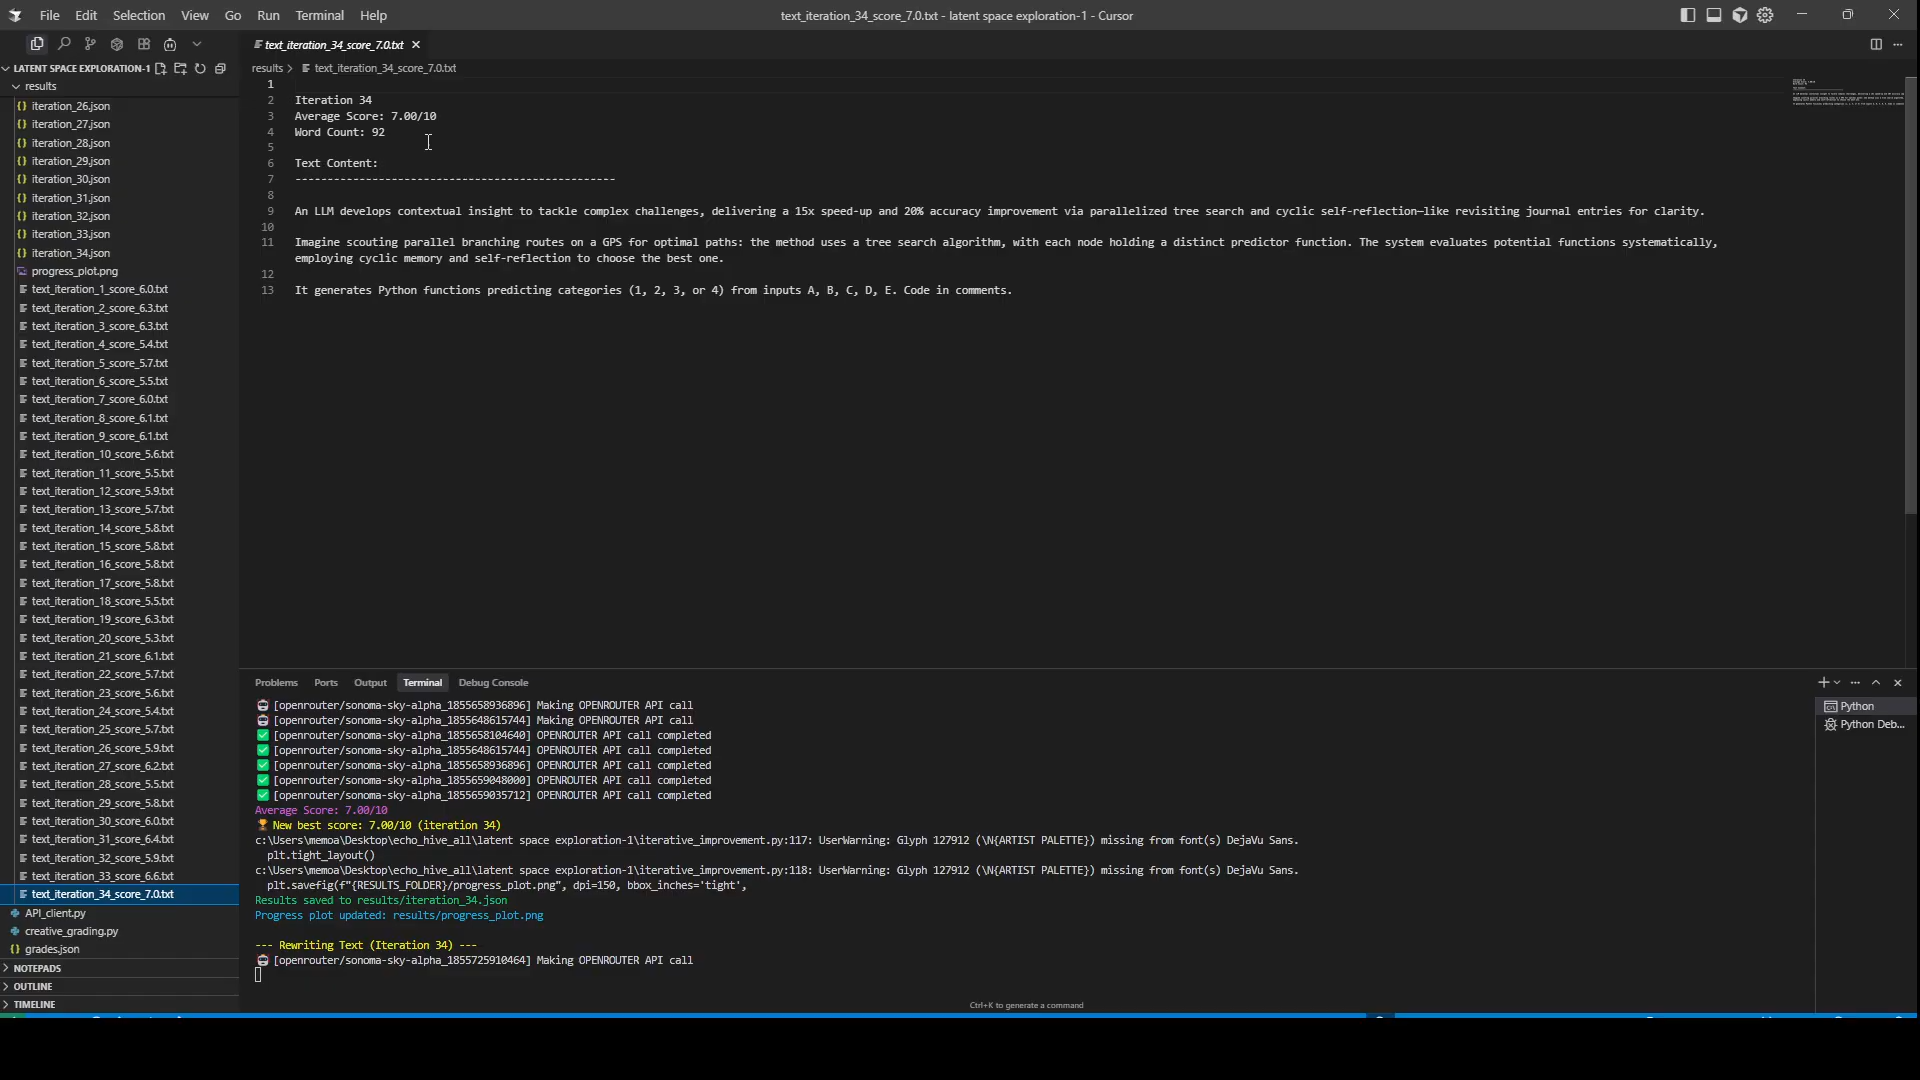 File Edit Selection View Go Run Terminal Help
text_iteration_34_score_7.0.txt - latent space exploration-1 - Cursor
LATENT SPACE EXPLORATION-1
text_iteration_34_score_7.0.txt
results
results > text_iteration_34_score_7.0.txt
iteration_26.json
iteration_27.json
iteration_28.json
iteration_29.json
iteration_30.json
iteration_31.json
iteration_32.json
iteration_33.json
iteration_34.json
progress_plot.png
text_iteration_1_score_6.0.txt
text_iteration_2_score_6.3.txt
text_iteration_3_score_6.3.txt
text_iteration_4_score_5.4.txt
text_iteration_5_score_5.7.txt
text_iteration_6_score_5.5.txt
text_iteration_7_score_6.0.txt
text_iteration_8_score_6.1.txt
text_iteration_9_score_6.1.txt
text_iteration_10_score_5.6.txt
text_iteration_11_score_5.5.txt
text_iteration_12_score_5.9.txt
text_iteration_13_score_5.7.txt
text_iteration_14_score_5.8.txt
text_iteration_15_score_5.8.txt
text_iteration_16_score_5.8.txt
text_iteration_17_score_5.8.txt
text_iteration_18_score_5.5.txt
text_iteration_19_score_6.3.txt
text_iteration_20_score_5.3.txt
text_iteration_21_score_6.1.txt
text_iteration_22_score_5.7.txt
text_iteration_23_score_5.6.txt
text_iteration_24_score_5.4.txt
text_iteration_25_score_5.7.txt
text_iteration_26_score_5.9.txt
text_iteration_27_score_6.2.txt
text_iteration_28_score_5.5.txt
text_iteration_29_score_5.8.txt
text_iteration_30_score_6.0.txt
text_iteration_31_score_6.4.txt
text_iteration_32_score_5.9.txt
text_iteration_33_score_6.6.txt
text_iteration_34_score_7.0.txt
API_client.py
creative_grading.py
grades.json
NOTEPADS
OUTLINE
TIMELINE
1
2 Iteration 34
3 Average Score: 7.00/10
4 Word Count: 92
5
6 Text Content:
7 --------------------------------------------------
8
9 An LLM develops contextual insight to tackle complex challenges, delivering a 15x speed-up and 20% accuracy improvement via parallelized tree search and cyclic self-reflection—like revisiting journal entries for clarity.
10
11 Imagine scouting parallel branching routes on a GPS for optimal paths: the method uses a tree search algorithm, with each node holding a distinct predictor function. The system evaluates potential functions systematically,
employing cyclic memory and self-reflection to choose the best one.
12
13 It generates Python functions predicting categories (1, 2, 3, or 4) from inputs A, B, C, D, E. Code in comments.
Problems Ports Output Terminal Debug Console
[openrouter/sonoma-sky-alpha_1855658936896] Making OPENROUTER API call
[openrouter/sonoma-sky-alpha_1855648615744] Making OPENROUTER API call
[openrouter/sonoma-sky-alpha_1855658104640] OPENROUTER API call completed
[openrouter/sonoma-sky-alpha_1855648615744] OPENROUTER API call completed
[openrouter/sonoma-sky-alpha_1855658936896] OPENROUTER API call completed
[openrouter/sonoma-sky-alpha_1855659048000] OPENROUTER API call completed
[openrouter/sonoma-sky-alpha_1855659035712] OPENROUTER API call completed
Average Score: 7.00/10
🏆 New best score: 7.00/10 (iteration 34)
c:\Users\memoa\Desktop\echo_hive_all\latent space exploration-1\iterative_improvement.py:117: UserWarning: Glyph 127912 (\N{ARTIST PALETTE}) missing from font(s) DejaVu Sans.
plt.tight_layout()
c:\Users\memoa\Desktop\echo_hive_all\latent space exploration-1\iterative_improvement.py:118: UserWarning: Glyph 127912 (\N{ARTIST PALETTE}) missing from font(s) DejaVu Sans.
plt.savefig(f"{RESULTS_FOLDER}/progress_plot.png", dpi=150, bbox_inches='tight',
Results saved to results/iteration_34.json
Progress plot updated: results/progress_plot.png
--- Rewriting Text (Iteration 34) ---
[openrouter/sonoma-sky-alpha_1855725910464] Making OPENROUTER API call
Ctrl+K to generate a command
Python
Python Deb...